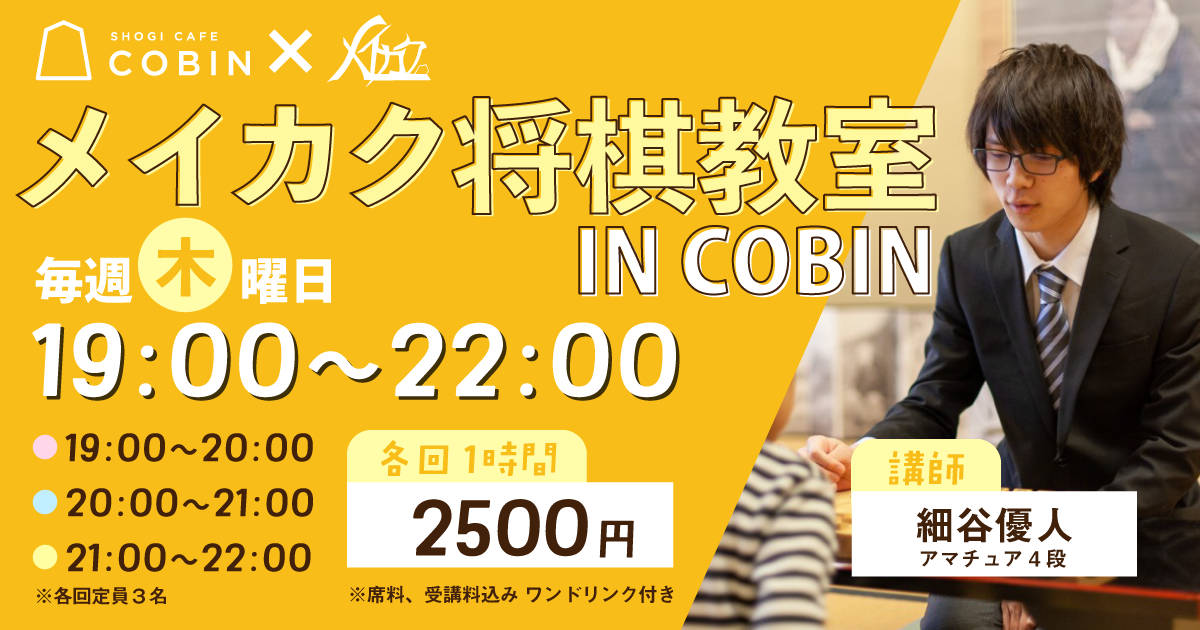 SHOGI CAFE
COBIN × メイカク
メイカク将棋教室
IN COBIN
毎週木曜日
19:00～22:00
19:00～20:00
20:00～21:00
21:00～22:00
※各回定員３名
各回1時間
2500円
※席料、受講料込み ワンドリンク付き
講師
細谷優人
アマチュア４段